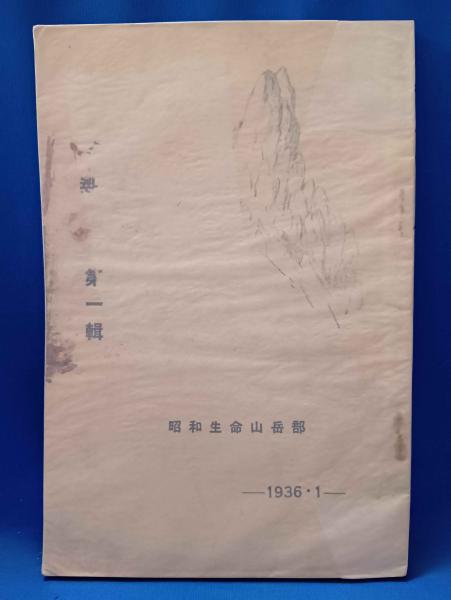 第一輯
昭和生命山岳部
—1936・1—